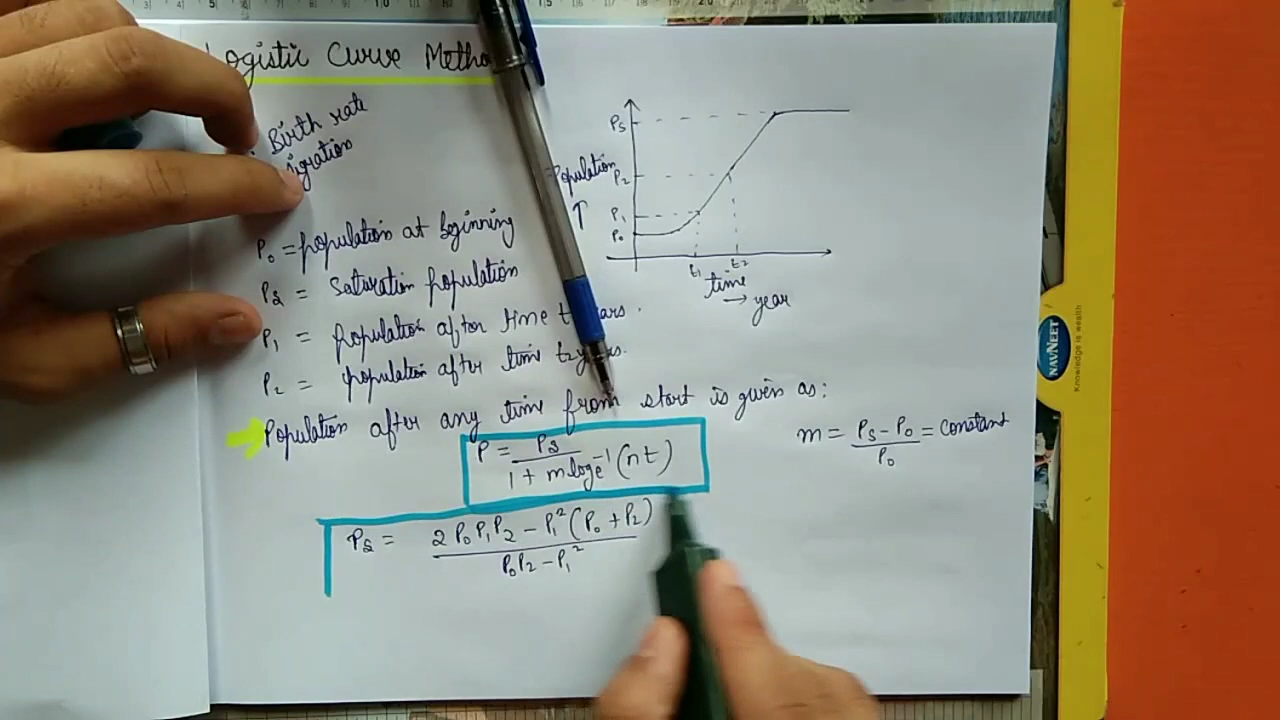 Logistic Curve Metho
Birth rate
igration
P₀ = population at beginning
Pₛ = Saturation population
P₁ = population after time t ears.
P₂ = population after time t₂ years.
Population after any time from start is given as:
P = Pₛ / 1 + m logₑ⁻¹ (nt)
m = Pₛ - P₀ / P₀ = constant
Pₛ = 2 P₀ P₁ P₂ - P₁² (P₀ + P₂) / P₀ P₂ - P₁²
Pₛ
Population
↑
P₂
P₁
P₀
t₁ t₂
time
→ year
NAVNEET
Knowledge is wealth